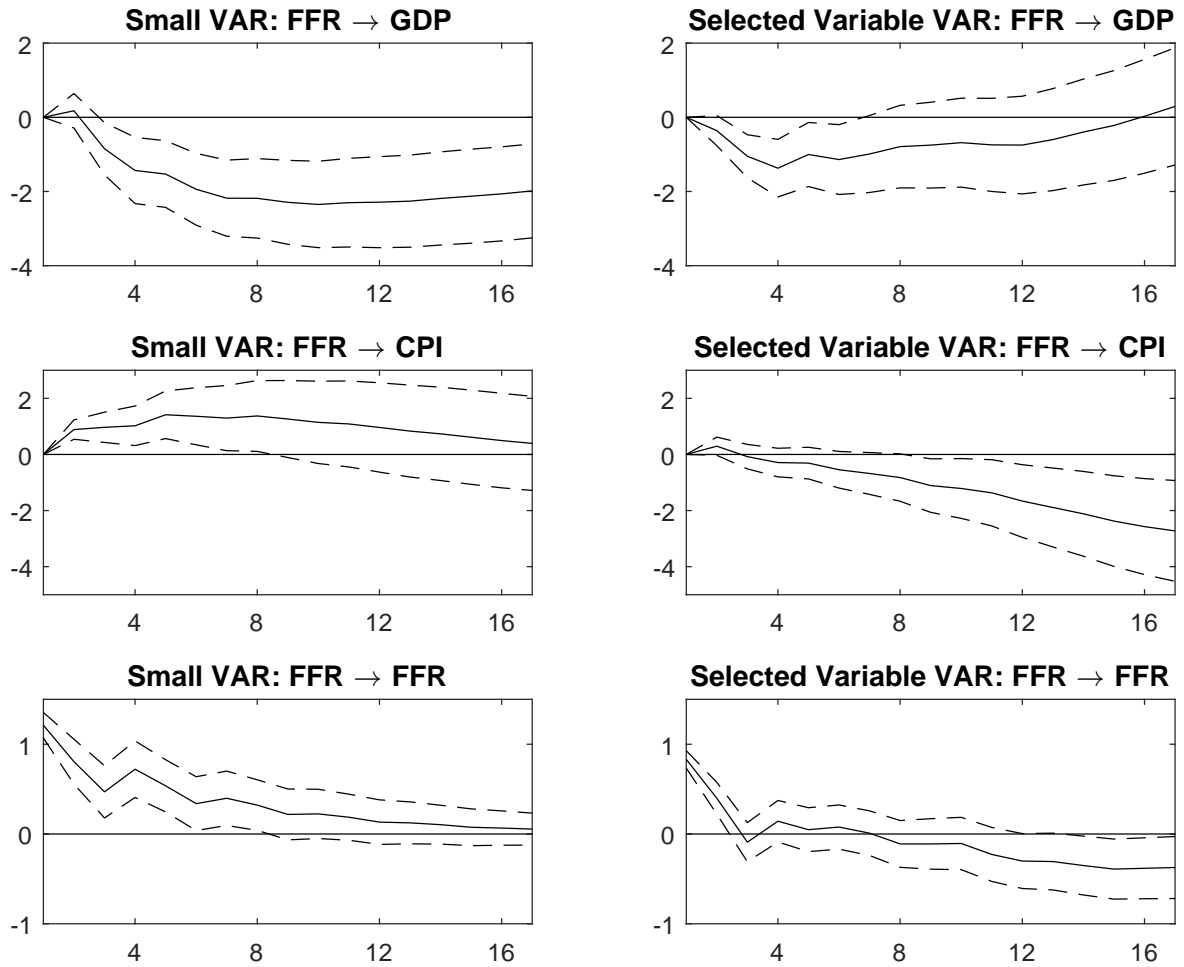 Small VAR: FFR → GDP
2
0
-2
-4
4 8 12 16
Selected Variable VAR: FFR → GDP
2
0
-2
-4
4 8 12 16
Small VAR: FFR → CPI
2
0
-2
-4
4 8 12 16
Selected Variable VAR: FFR → CPI
2
0
-2
-4
4 8 12 16
Small VAR: FFR → FFR
1
0
-1
4 8 12 16
Selected Variable VAR: FFR → FFR
1
0
-1
4 8 12 16